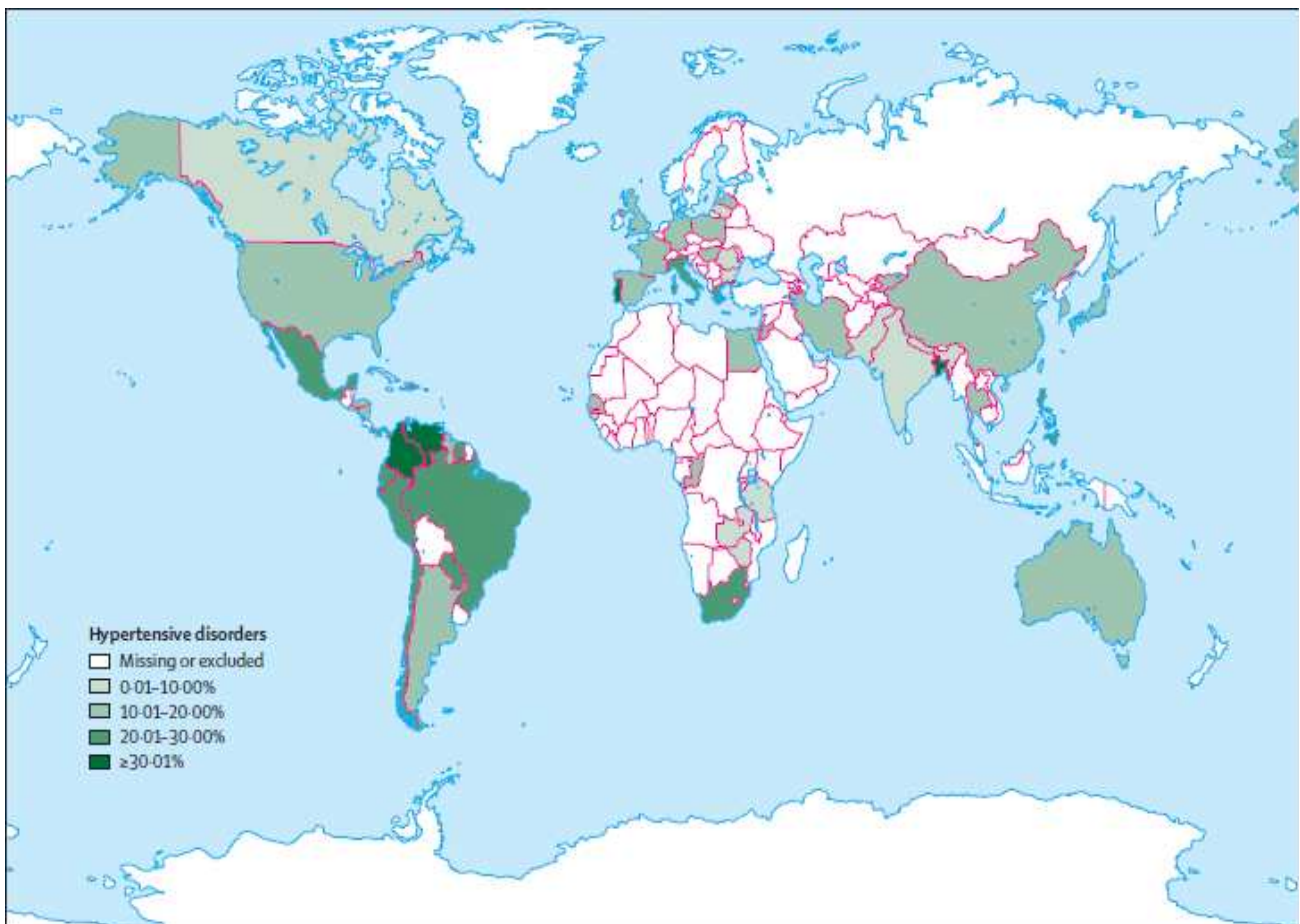 Hypertensive disorders
Missing or excluded
0·01–10·00%
10·01–20·00%
20·01–30·00%
≥30·01%